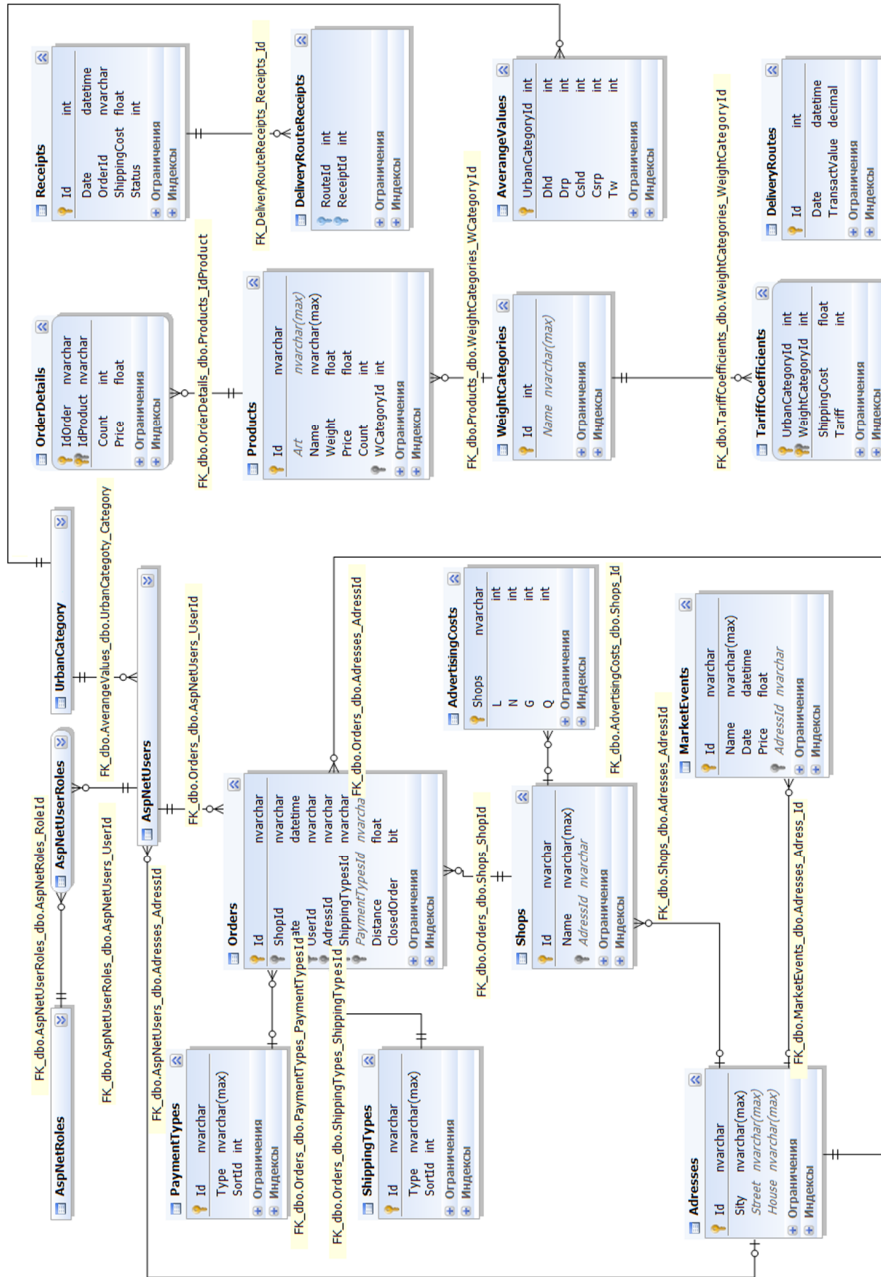 AspNetRoles
FK_dbo.AspNetUserRoles_dbo.AspNetRoles_RoleId
AspNetUserRoles
UrbanCategory
FK_dbo.AspNetUserRoles_dbo.AspNetUsers_UserId
FK_dbo.AverangeValues_dbo.UrbanCategoty_Category
FK_dbo.AspNetUsers_dbo.Adresses_AdressId
AspNetUsers
FK_dbo.Orders_dbo.AspNetUsers_UserId
PaymentTypes
Id nvarchar
Type nvarchar(max)
SortId int
Ограничения
Индексы
FK_dbo.Orders_dbo.PaymentTypes_PaymentTypesId
FK_dbo.Orders_dbo.ShippingTypes_ShippingTypesId
ShippingTypes
Id nvarchar
Type nvarchar(max)
SortId int
Ограничения
Индексы
Orders
Id nvarchar
ShopId nvarchar
ate datetime
UserId nvarchar
AdressId nvarchar
ShippingTypesId nvarchar
PaymentTypesId nvarcha
Distance float
ClosedOrder bit
Ограничения
Индексы
FK_dbo.Orders_dbo.Adresses_AdressId
FK_dbo.Orders_dbo.Shops_ShopId
Shops
Id nvarchar
Name nvarchar(max)
AdressId nvarchar
Ограничения
Индексы
AdvertisingCosts
Shops nvarchar
L int
N int
G int
Q int
Ограничения
Индексы
FK_dbo.AdvertisingCosts_dbo.Shops_Id
FK_dbo.Shops_dbo.Adresses_AdressId
Adresses
Id nvarchar
Sity nvarchar(max)
Street nvarchar(max)
House nvarchar(max)
Ограничения
Индексы
MarketEvents
Id nvarchar
Name nvarchar(max)
Date datetime
Price float
AdressId nvarchar
Ограничения
Индексы
FK_dbo.MarketEvents_dbo.Adresses_Adress_Id
OrderDetails
IdOrder nvarchar
IdProduct nvarchar
Count int
Price float
Ограничения
Индексы
FK_dbo.OrderDetails_dbo.Products_IdProduct
Receipts
Id int
Date datetime
OrderId nvarchar
ShippingCost float
Status int
Ограничения
Индексы
FK_DeliveryRouteReceipts_Receipts_Id
Products
Id nvarchar
Art nvarchar(max)
Name nvarchar(max)
Weight float
Price float
Count int
WCategoryId int
Ограничения
Индексы
DeliveryRouteReceipts
RouteId int
ReceiptId int
Ограничения
Индексы
FK_dbo.Products_dbo.WeightCategories_WCategoryId
WeightCategories
Id int
Name nvarchar(max)
Ограничения
Индексы
AverangeValues
UrbanCategoryId int
Dhd int
Drp int
Cshd int
Csrp int
Tw int
Ограничения
Индексы
FK_dbo.TariffCoefficients_dbo.WeightCategories_WeightCategoryId
TariffCoefficients
UrbanCategoryId int
WeightCategoryId int
ShippingCost float
Tariff int
Ограничения
Индексы
DeliveryRoutes
Id int
Date datetime
TransactValue decimal
Ограничения
Индексы